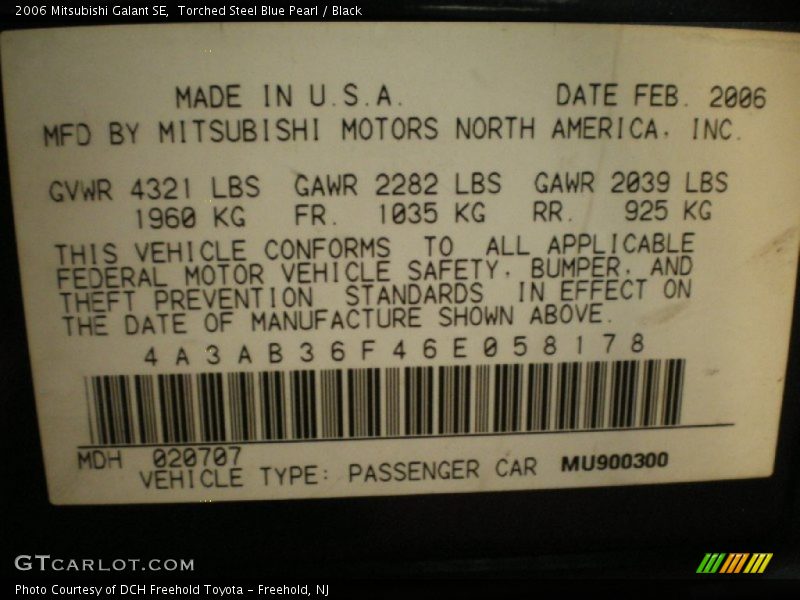 2006 Mitsubishi Galant SE,  Torched Steel Blue Pearl / Black
MADE IN U.S.A. DATE FEB. 2006
MFD BY MITSUBISHI MOTORS NORTH AMERICA, INC.
GVWR 4321 LBS GAWR 2282 LBS GAWR 2039 LBS
1960 KG FR. 1035 KG RR. 925 KG
THIS VEHICLE CONFORMS TO ALL APPLICABLE
FEDERAL MOTOR VEHICLE SAFETY, BUMPER, AND
THEFT PREVENTION STANDARDS IN EFFECT ON
THE DATE OF MANUFACTURE SHOWN ABOVE.
4A3AB36F46E058178
MDH 020707
VEHICLE TYPE: PASSENGER CAR MU900300
GTCARLOT.COM
Photo Courtesy of DCH Freehold Toyota - Freehold, NJ